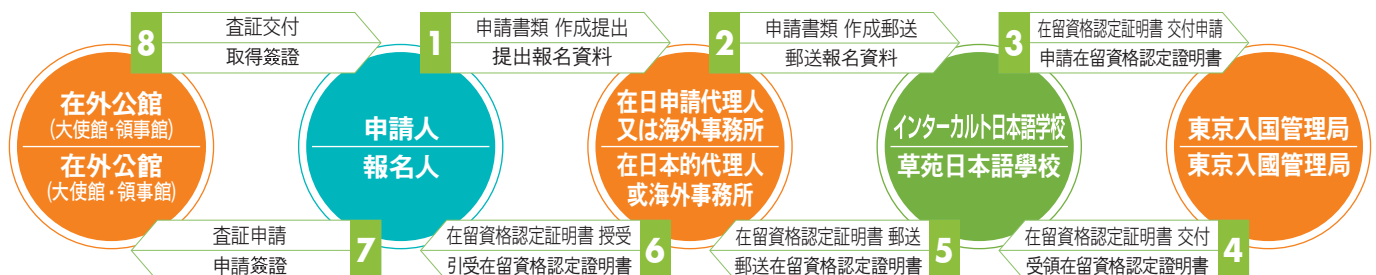 8
査証交付
取得簽證
1
申請書類 作成提出
提出報名資料
2
申請書類 作成郵送
郵送報名資料
3
在留資格認定証明書 交付申請
申請在留資格認定證明書
在外公館
(大使館・領事館)
在外公館
(大使館・領事館)
申請人
報名人
在日申請代理人
又は海外事務所
在日本的代理人
或海外事務所
インターカルト日本語学校
草苑日本語學校
東京入国管理局
東京入國管理局
査証申請
申請簽證
7
在留資格認定証明書 授受
引受在留資格認定證明書
6
在留資格認定証明書 郵送
郵送在留資格認定證明書
5
在留資格認定証明書 交付
受領在留資格認定證明書
4